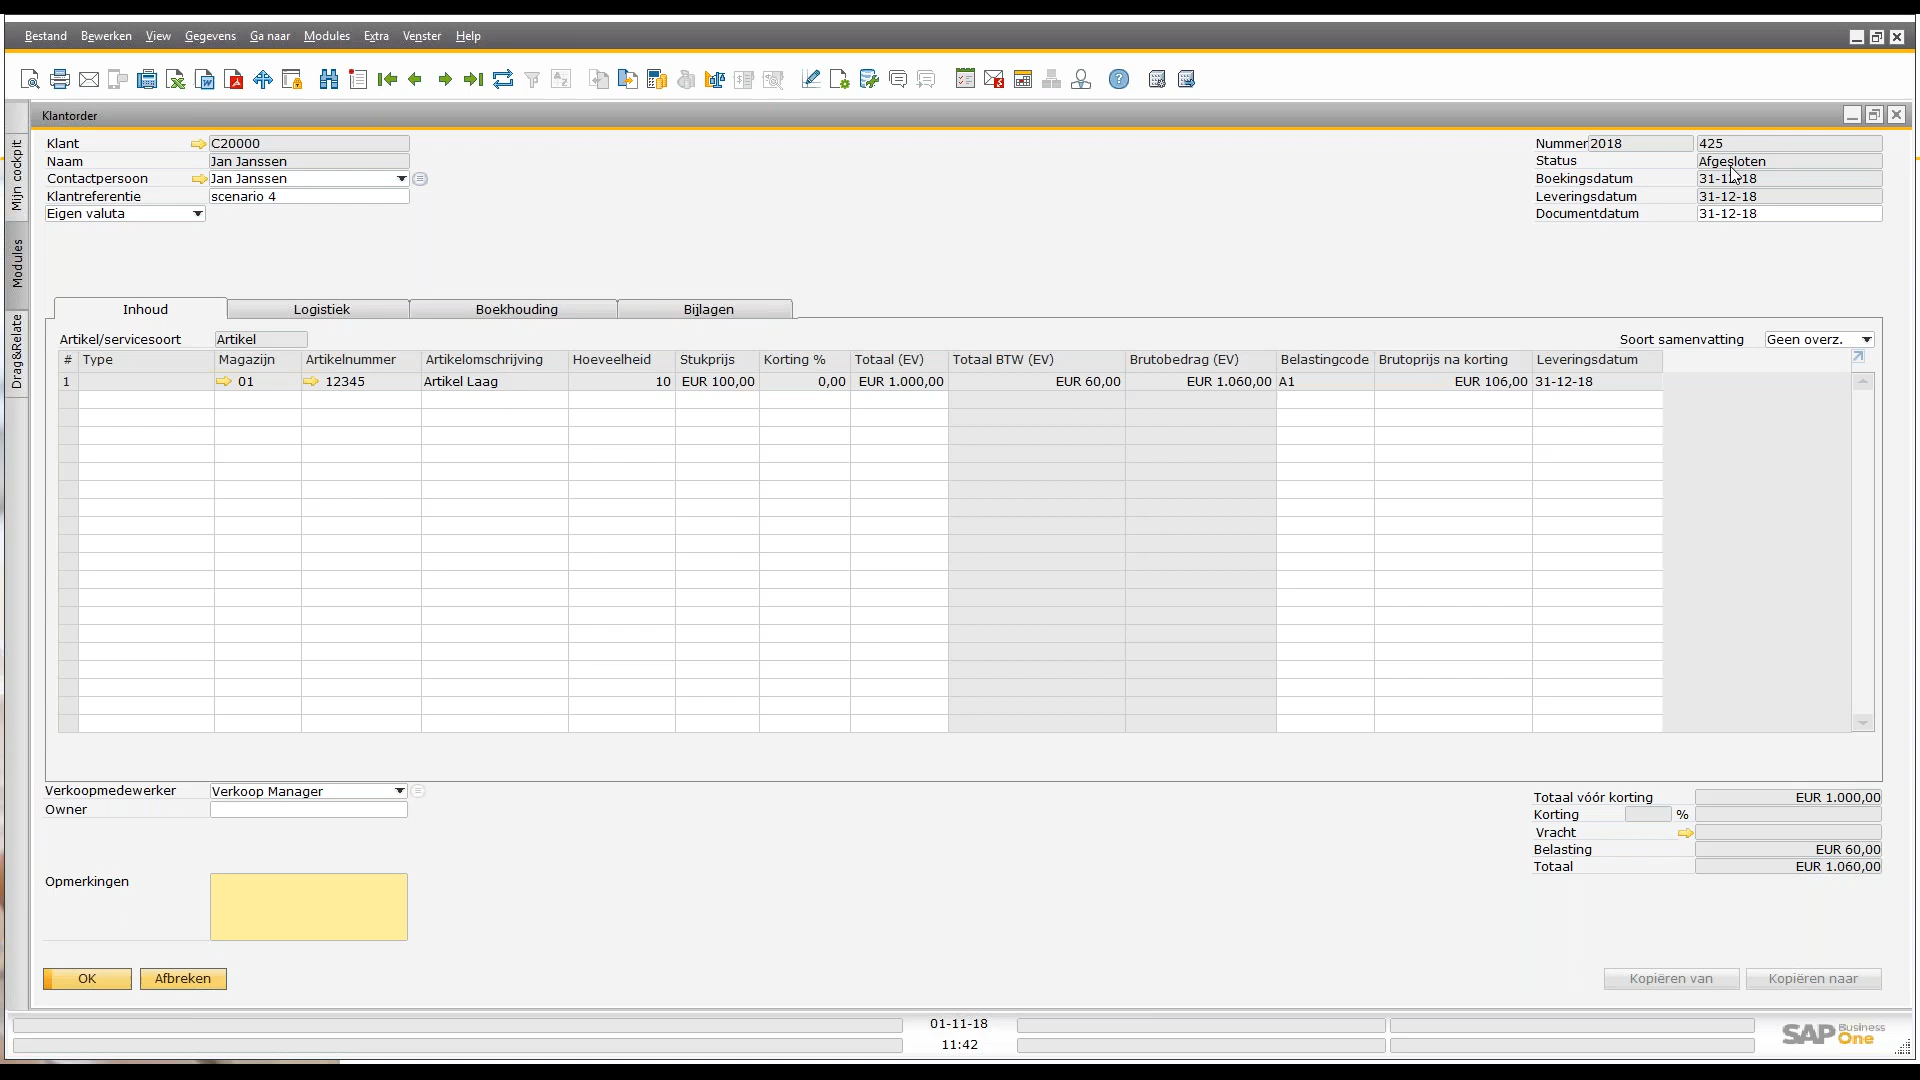 Bestand Bewerken View Gegevens Ga naar Modules Extra Venster Help
Klantorder
Mijn cockpit
Modules
Drag&Relate
Klant C20000
Naam Jan Janssen
Contactpersoon Jan Janssen
Klantreferentie scenario 4
Eigen valuta
Nummer 2018 425
Status Afgesloten
Boekingsdatum 31-12-18
Leveringsdatum 31-12-18
Documentdatum 31-12-18
Inhoud Logistiek Boekhouding Bijlagen
Artikel/servicesoort Artikel
Soort samenvatting Geen overz.
# Type Magazijn Artikelnummer Artikelomschrijving Hoeveelheid Stukprijs Korting % Totaal (EV) Totaal BTW (EV) Brutobedrag (EV) Belastingcode Brutoprijs na korting Leveringsdatum
1 01 12345 Artikel Laag 10 EUR 100,00 0,00 EUR 1.000,00 EUR 60,00 EUR 1.060,00 A1 EUR 106,00 31-12-18
Verkoopmedewerker Verkoop Manager
Owner
Opmerkingen
Totaal vóór korting EUR 1.000,00
Korting %
Vracht
Belasting EUR 60,00
Totaal EUR 1.060,00
OK Afbreken
Kopiëren van Kopiëren naar
01-11-18
11:42
SAP Business One